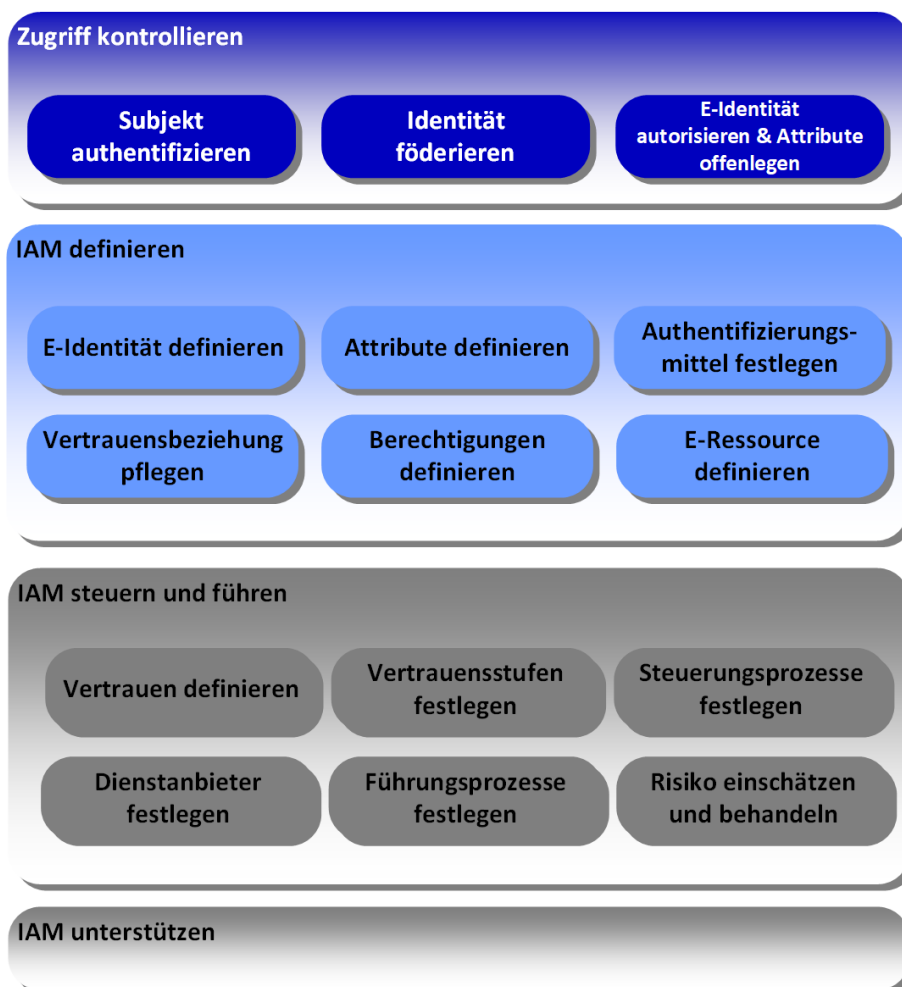 Zugriff kontrollieren
Subjekt
authentifizieren
Identität
föderieren
E-Identität
autorisieren & Attribute
offenlegen
IAM definieren
E-Identität definieren
Attribute definieren
Authentifizierungs-
mittel festlegen
Vertrauensbeziehung
pflegen
Berechtigungen
definieren
E-Ressource
definieren
IAM steuern und führen
Vertrauen definieren
Vertrauensstufen
festlegen
Steuerungsprozesse
festlegen
Dienstanbieter
festlegen
Führungsprozesse
festlegen
Risiko einschätzen
und behandeln
IAM unterstützen